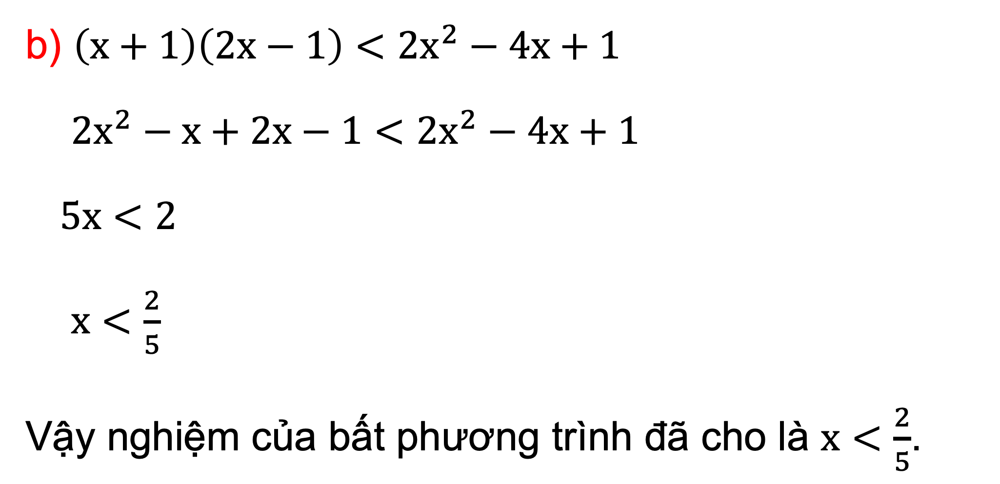 b) (x + 1)(2x − 1) < 2x² − 4x + 1
2x² − x + 2x − 1 < 2x² − 4x + 1
5x < 2
x < 2/5
Vậy nghiệm của bất phương trình đã cho là x < 2/5.